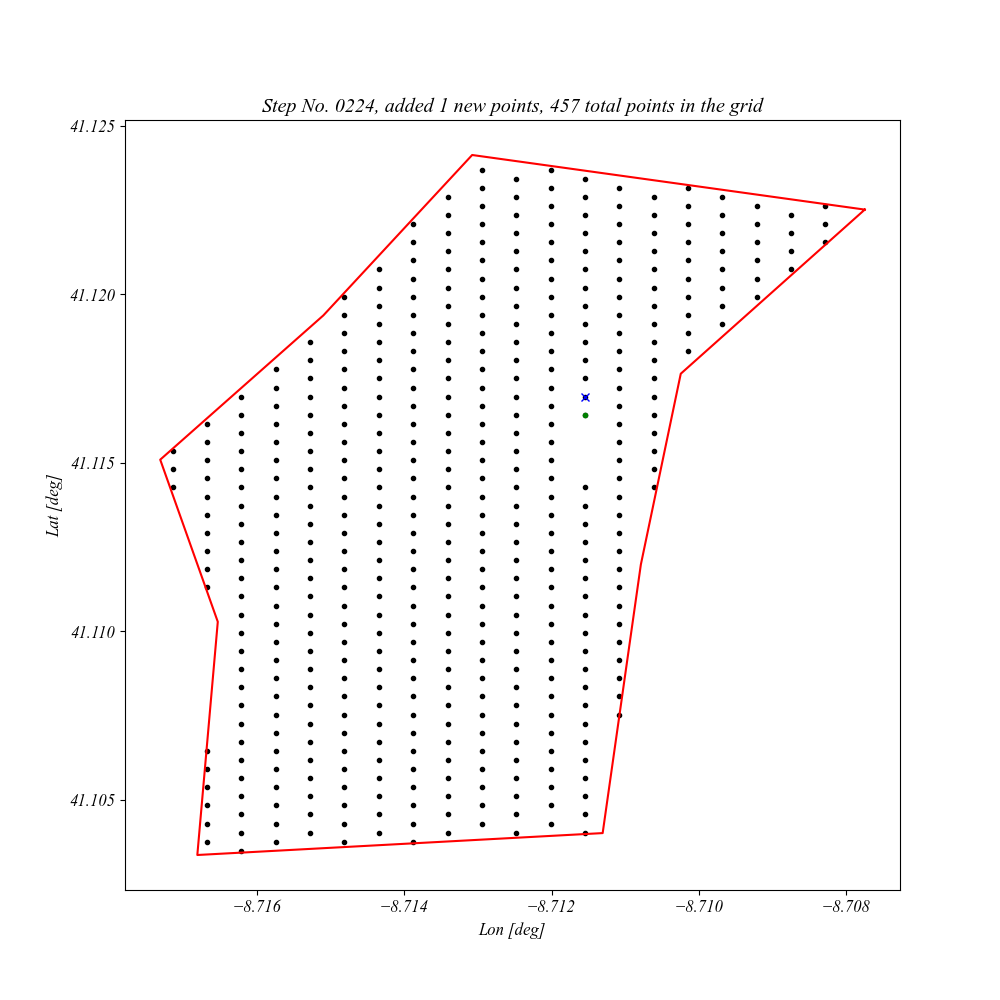 Step No. 0224, added 1 new points, 457 total points in the grid
41.125
41.120
41.115
41.110
41.105
Lat [deg]
−8.716 −8.714 −8.712 −8.710 −8.708
Lon [deg]